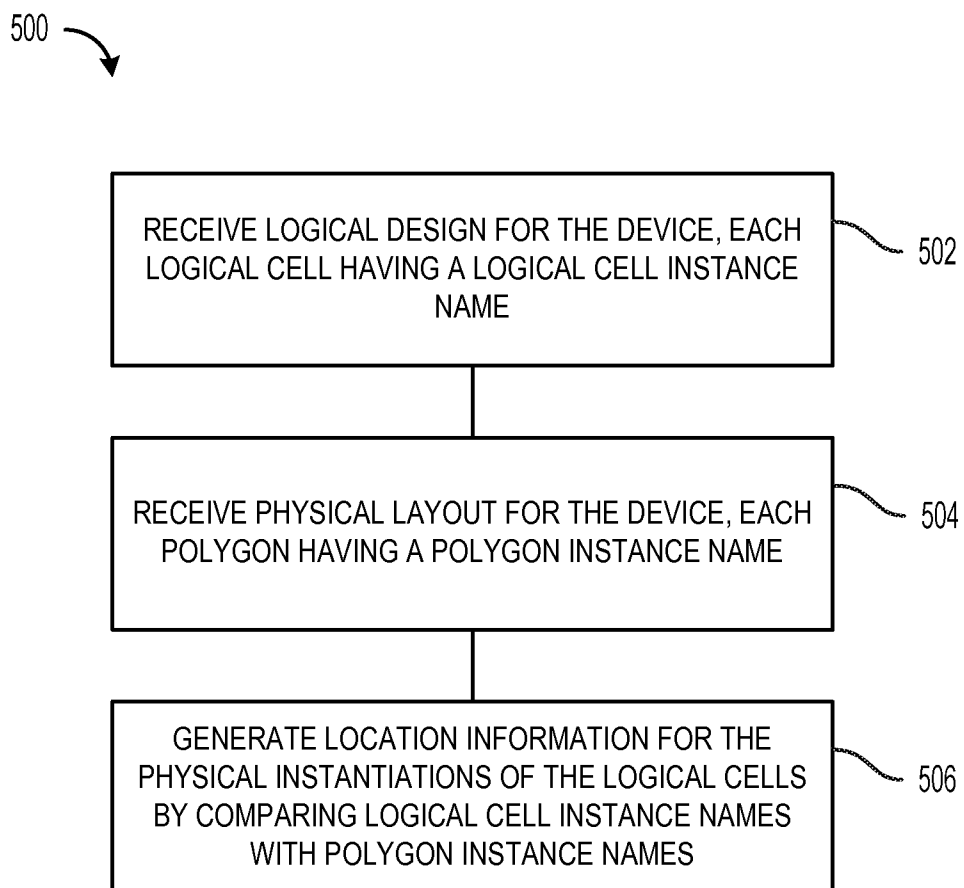 500
RECEIVE LOGICAL DESIGN FOR THE DEVICE, EACH
LOGICAL CELL HAVING A LOGICAL CELL INSTANCE
NAME
502
RECEIVE PHYSICAL LAYOUT FOR THE DEVICE, EACH
POLYGON HAVING A POLYGON INSTANCE NAME
504
GENERATE LOCATION INFORMATION FOR THE
PHYSICAL INSTANTIATIONS OF THE LOGICAL CELLS
BY COMPARING LOGICAL CELL INSTANCE NAMES
WITH POLYGON INSTANCE NAMES
506